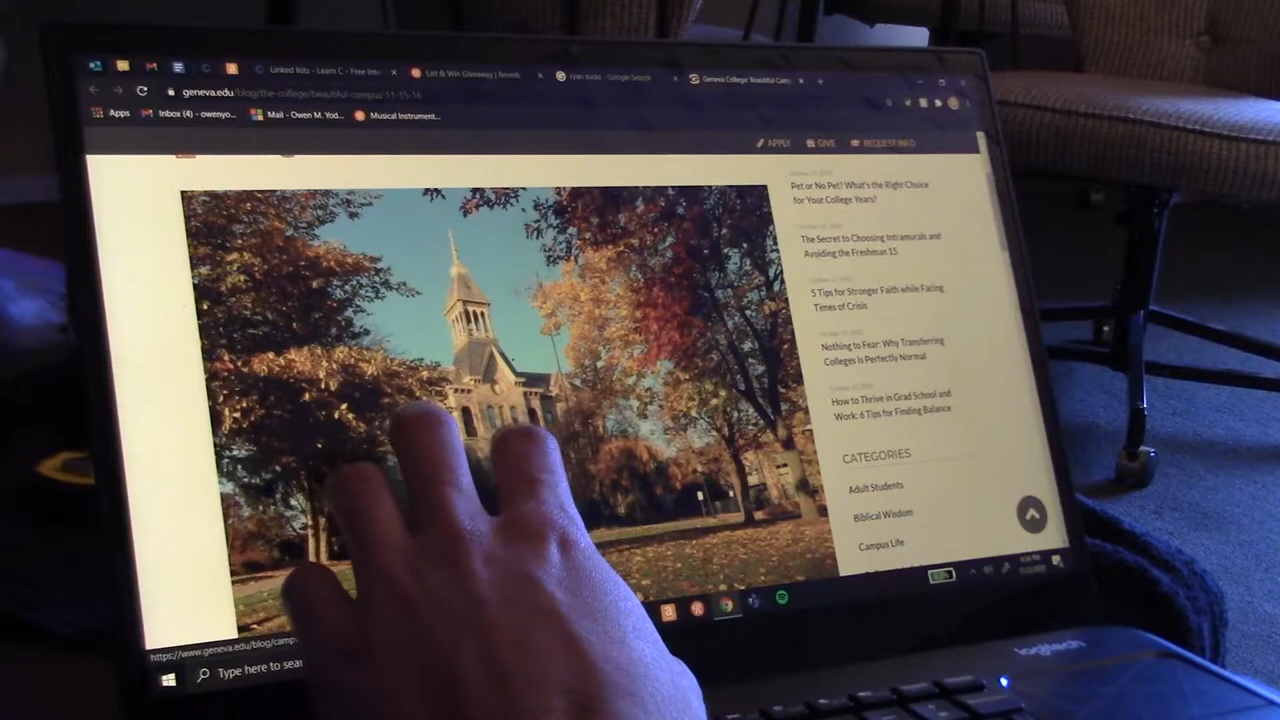 Linked lists - Learn C - Free Inte
List & Win Giveaway | Reverb
ryan sucks - Google Search
Geneva College: Beautiful Cam
geneva.edu/blog/the-college/beautiful-campus-11-15-16
Apps
Inbox (4) - owenyo...
Mail - Owen M. Yod...
Musical Instrument...
APPLY
GIVE
REQUEST INFO
Pet or No Pet? What's the Right Choice
for Your College Years?
The Secret to Choosing Intramurals and
Avoiding the Freshman 15
5 Tips for Stronger Faith while Facing
Times of Crisis
Nothing to Fear: Why Transferring
Colleges Is Perfectly Normal
How to Thrive in Grad School and
Work: 6 Tips for Finding Balance
CATEGORIES
Adult Students
Biblical Wisdom
Campus Life
https://www.geneva.edu/blog/camp
Type here to sear
logitech